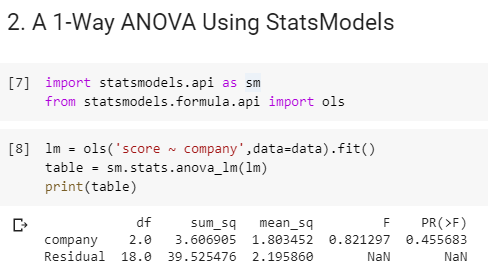 2. A 1-Way ANOVA Using StatsModels
[7] import statsmodels.api as sm
from statsmodels.formula.api import ols
[8] lm = ols('score ~ company',data=data).fit()
table = sm.stats.anova_lm(lm)
print(table)
df sum_sq mean_sq F PR(>F)
company 2.0 3.606905 1.803452 0.821297 0.455683
Residual 18.0 39.525476 2.195860 NaN NaN